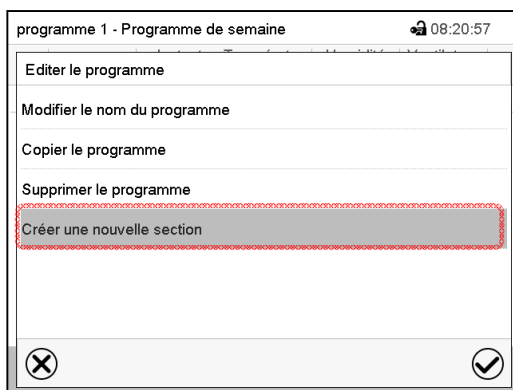 programme 1 - Programme de semaine 08:20:57
Editer le programme
Modifier le nom du programme
Copier le programme
Supprimer le programme
Créer une nouvelle section